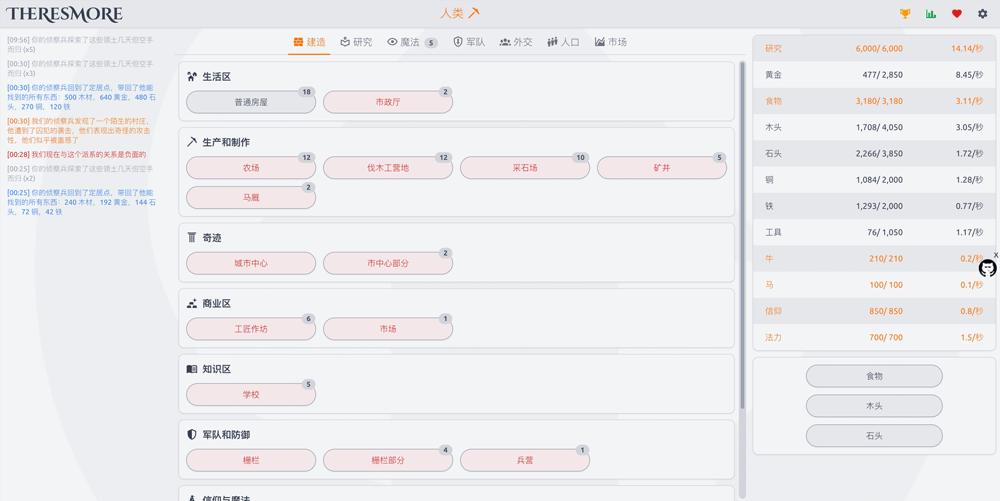 THERESMORE
人类
[09:56] 你的侦察兵探索了这些领土几天但空手
而归 (x5)
[00:30] 你的侦察兵探索了这些领土几天但空手
而归 (x3)
[00:30] 你的侦察兵回到了定居点，带回了他能
找到的所有东西：500 木材，640 黄金，480 石
头，270 铜，120 铁
[00:30] 我们的侦察兵发现了一个陌生的村庄，
他遭到了囚犯的袭击，他们表现出奇怪的攻击
性，他们似乎被蛊惑了
[00:28] 我们现在与这个派系的关系是负面的
[00:25] 你的侦察兵探索了这些领土几天但空手
而归 (x2)
[00:25] 你的侦察兵回到了定居点，带回了他能
找到的所有东西：240 木材，192 黄金，144 石
头，72 铜，42 铁
建造 研究 魔法 5 军队 外交 人口 市场
生活区
普通房屋 18 市政厅 2
生产和制作
农场 12 伐木工营地 12 采石场 10 矿井 5
马厩 2
奇迹
城市中心 市中心部分 2
商业区
工匠作坊 6 市场 1
知识区
学校 5
军队和防御
栅栏 栅栏部分 4 兵营 1
信仰与魔法
研究 6,000/ 6,000 14.14/秒
黄金 477/ 2,850 8.45/秒
食物 3,180/ 3,180 3.11/秒
木头 1,708/ 4,050 3.05/秒
石头 2,266/ 3,850 1.72/秒
铜 1,084/ 2,000 1.28/秒
铁 1,293/ 2,000 0.77/秒
工具 76/ 1,050 1.17/秒
牛 210/ 210 0.2/秒
X
马 100/ 100 0.1/秒
信仰 850/ 850 0.8/秒
法力 700/ 700 1.5/秒
食物
木头
石头